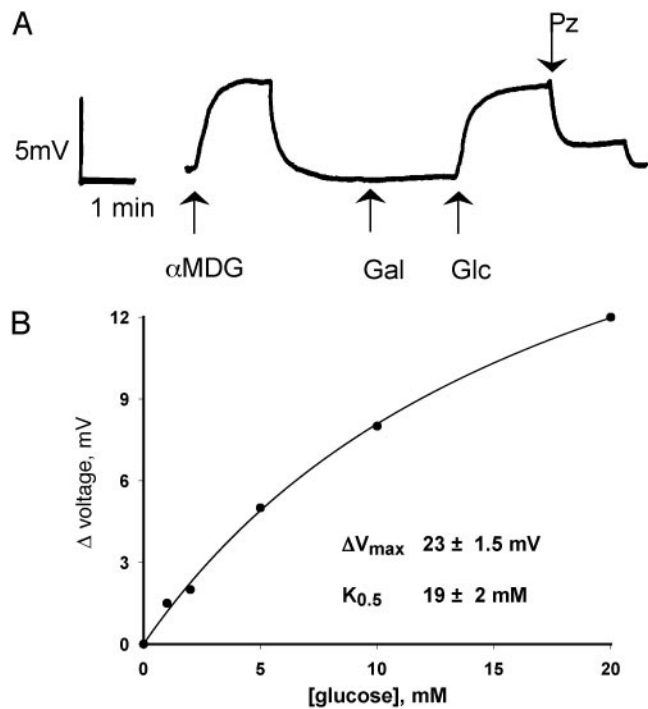 A
Pz
5mV
1 min
αMDG
Gal
Glc
B
12
9
6
3
0
Δ voltage, mV
ΔVmax 23 ± 1.5 mV
K0.5 19 ± 2 mM
0
5
10
15
20
[glucose], mM